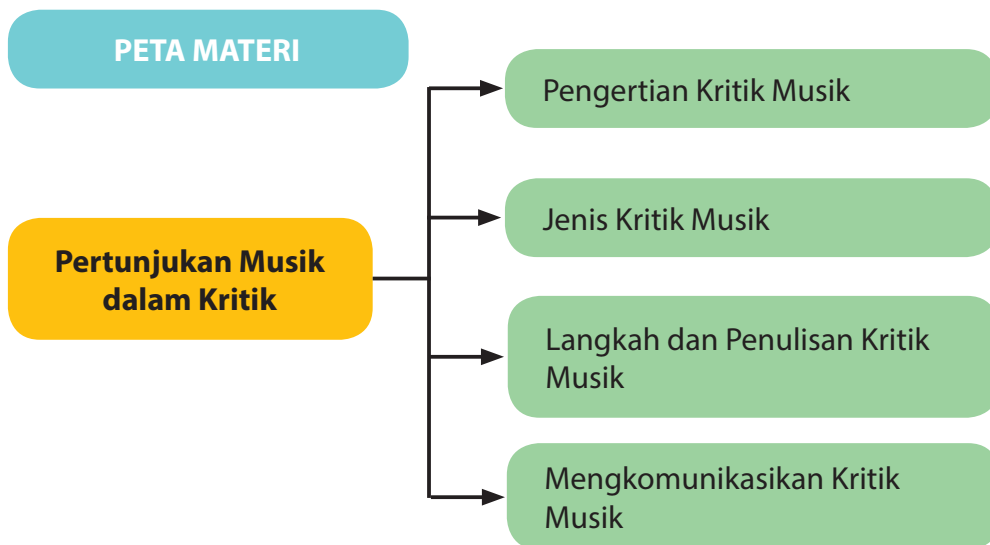 PETA MATERI
Pertunjukan Musik
dalam Kritik
Pengertian Kritik Musik
Jenis Kritik Musik
Langkah dan Penulisan Kritik
Musik
Mengkomunikasikan Kritik
Musik